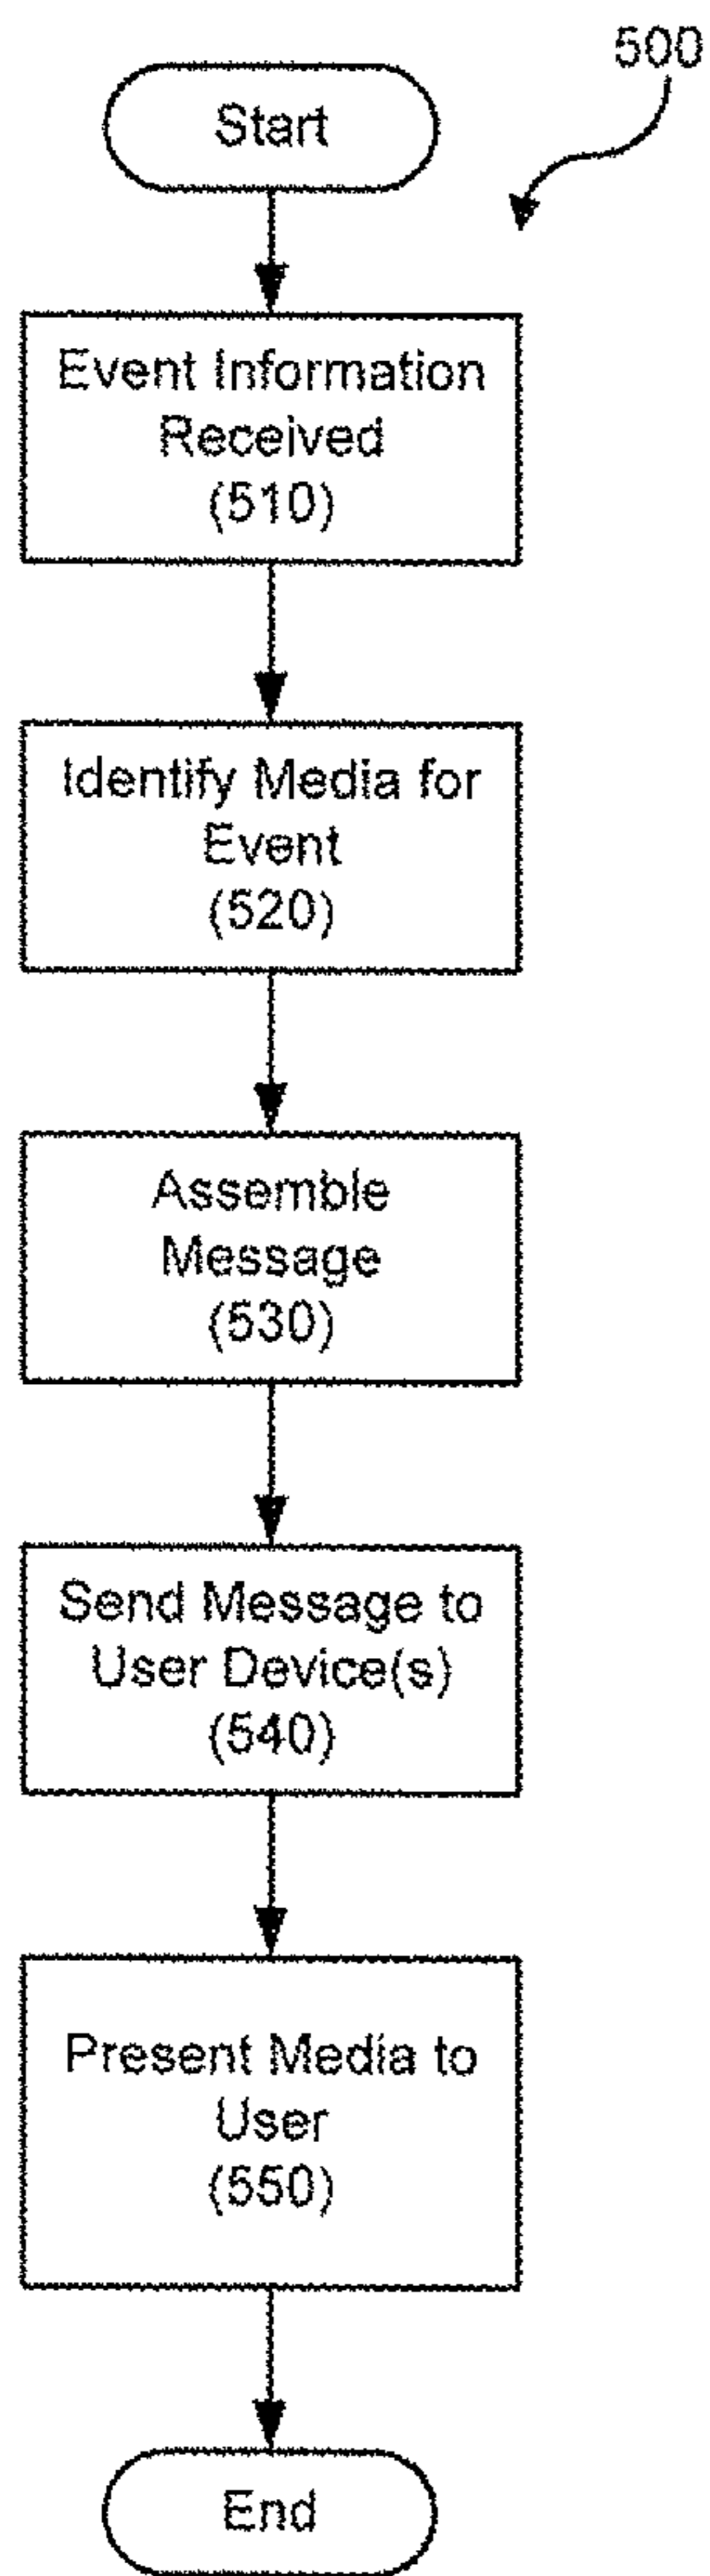 500
Start
Event Information
Received
(510)
Identify Media for
Event
(520)
Assemble
Message
(530)
Send Message to
User Device(s)
(540)
Present Media to
User
(550)
End